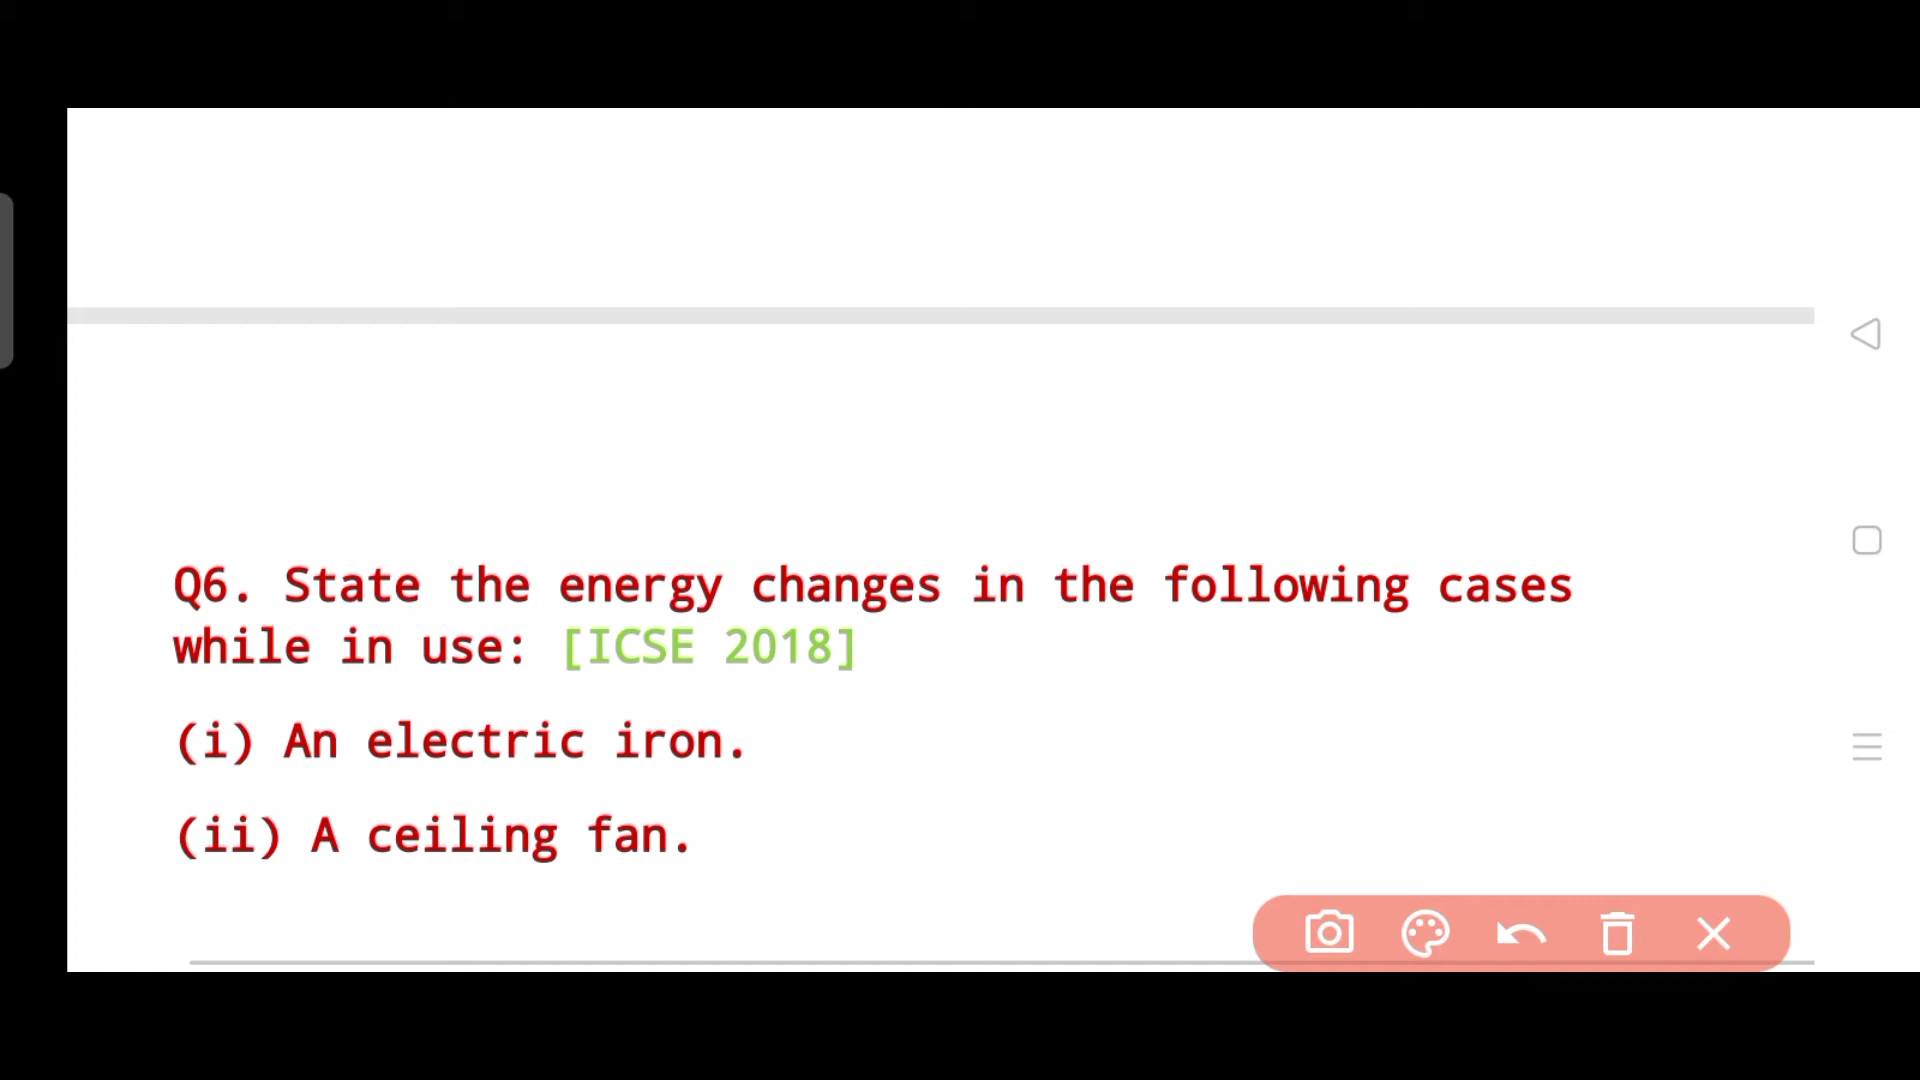 Q6. State the energy changes in the following cases
while in use: [ICSE 2018]
(i) An electric iron.
(ii) A ceiling fan.